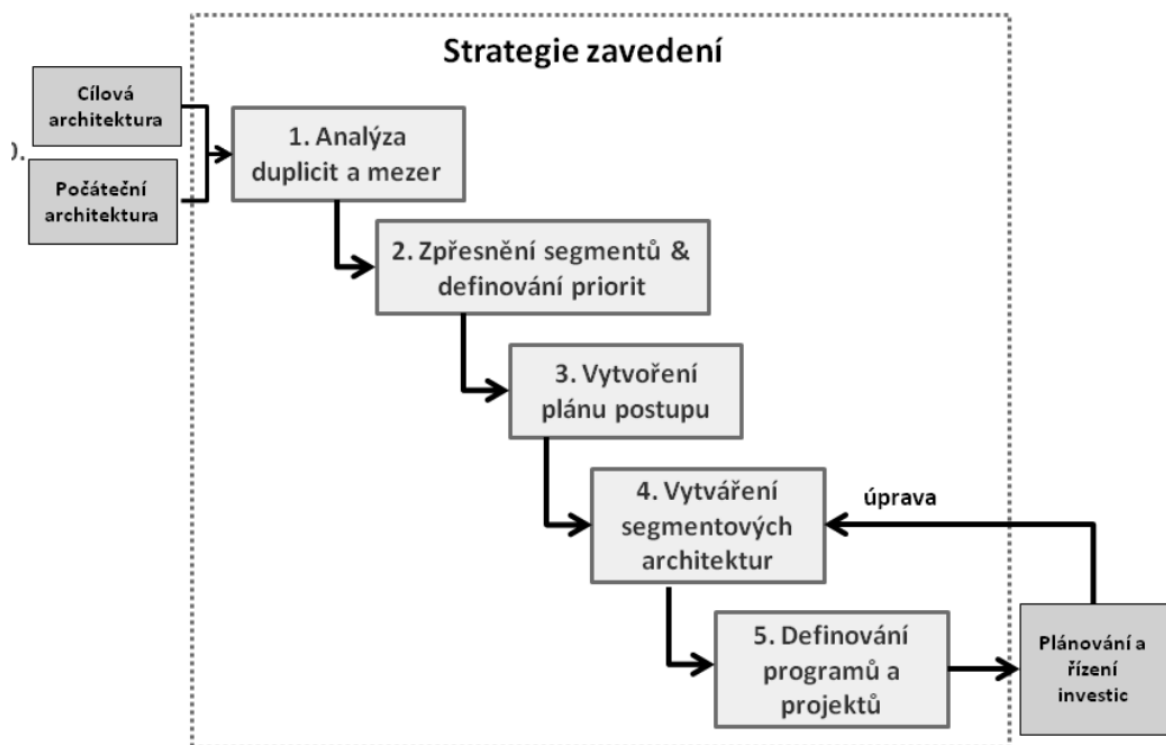 Strategie zavedení
Cílová
architektura
).
Počáteční
architektura
1. Analýza
duplicit a mezer
2. Zpřesnění segmentů &
definování priorit
3. Vytvoření
plánu postupu
4. Vytváření
segmentových
architektur
úprava
5. Definování
programů a
projektů
Plánování a
řízení
investic